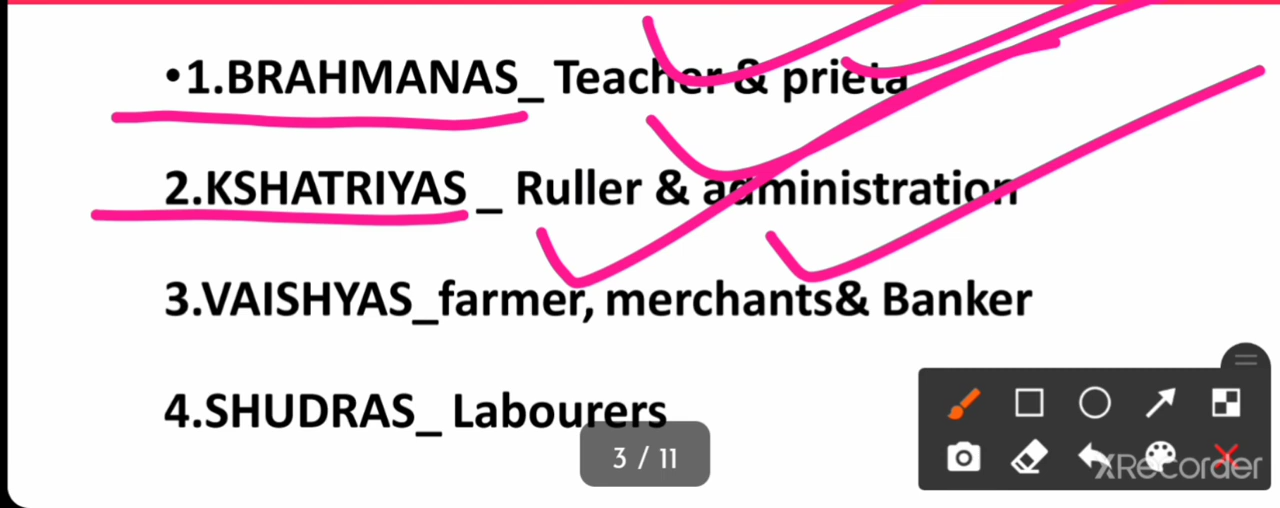 •1.BRAHMANAS_ Teacher & prieta
2.KSHATRIYAS _ Ruller & administration
3.VAISHYAS_farmer, merchants& Banker
4.SHUDRAS_ Labourers
3 / 11
XRecorder